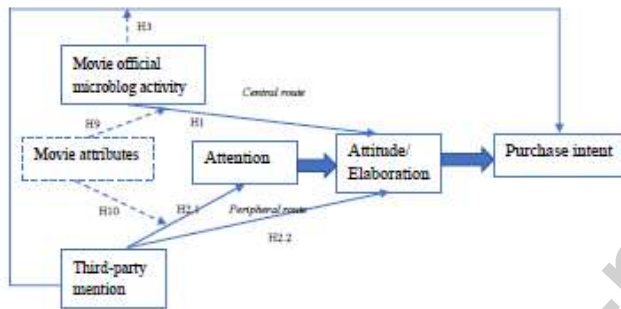 H3
Movie official
microblog activity
Central route
H9
H1
Movie attributes
Attention
Attitude/
Elaboration
Purchase intent
H10
H2.1
Peripheral route
H2.2
Third-party
mention